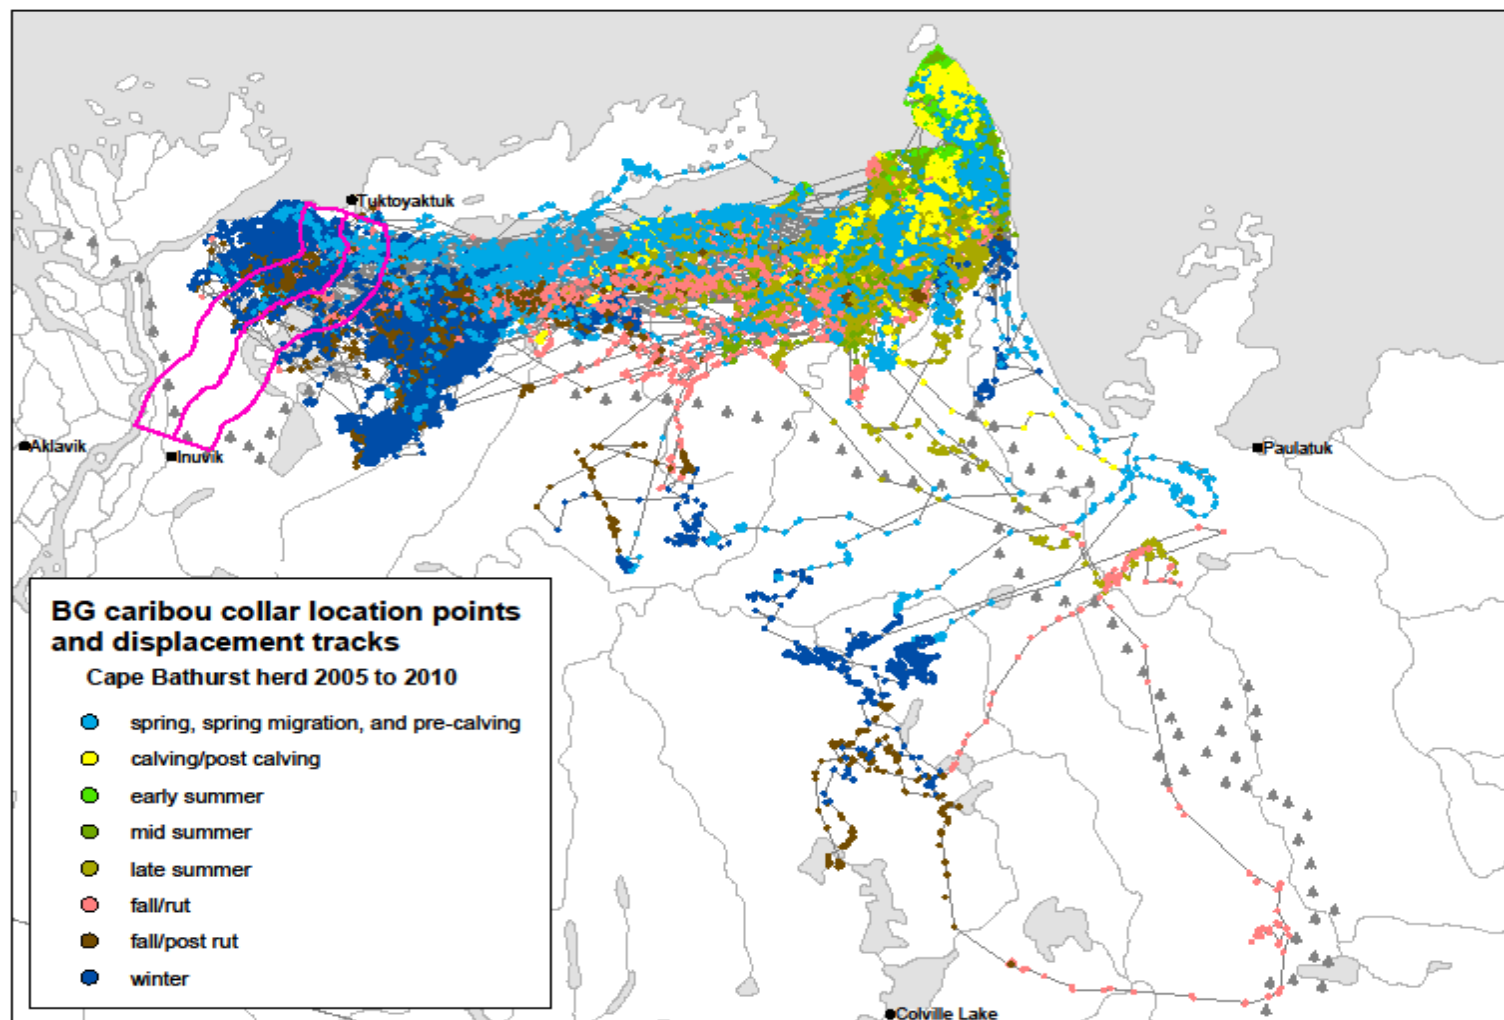 Tuktoyaktuk
Aklavik
Inuvik
Paulatuk
BG caribou collar location points
and displacement tracks
Cape Bathurst herd 2005 to 2010
spring, spring migration, and pre-calving
calving/post calving
early summer
mid summer
late summer
fall/rut
fall/post rut
winter
Colville Lake